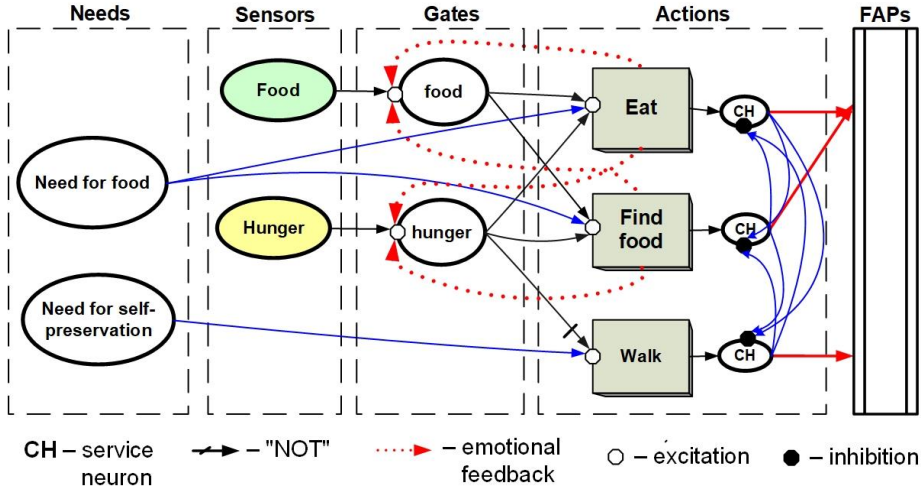 Needs Sensors Gates Actions FAPs
Food
food
Eat
CH
Need for food
Hunger
hunger
Find
food
CH
Need for self-
preservation
Walk
CH
CH – service
neuron
– "NOT"
– emotional
feedback
– excitation
– inhibition